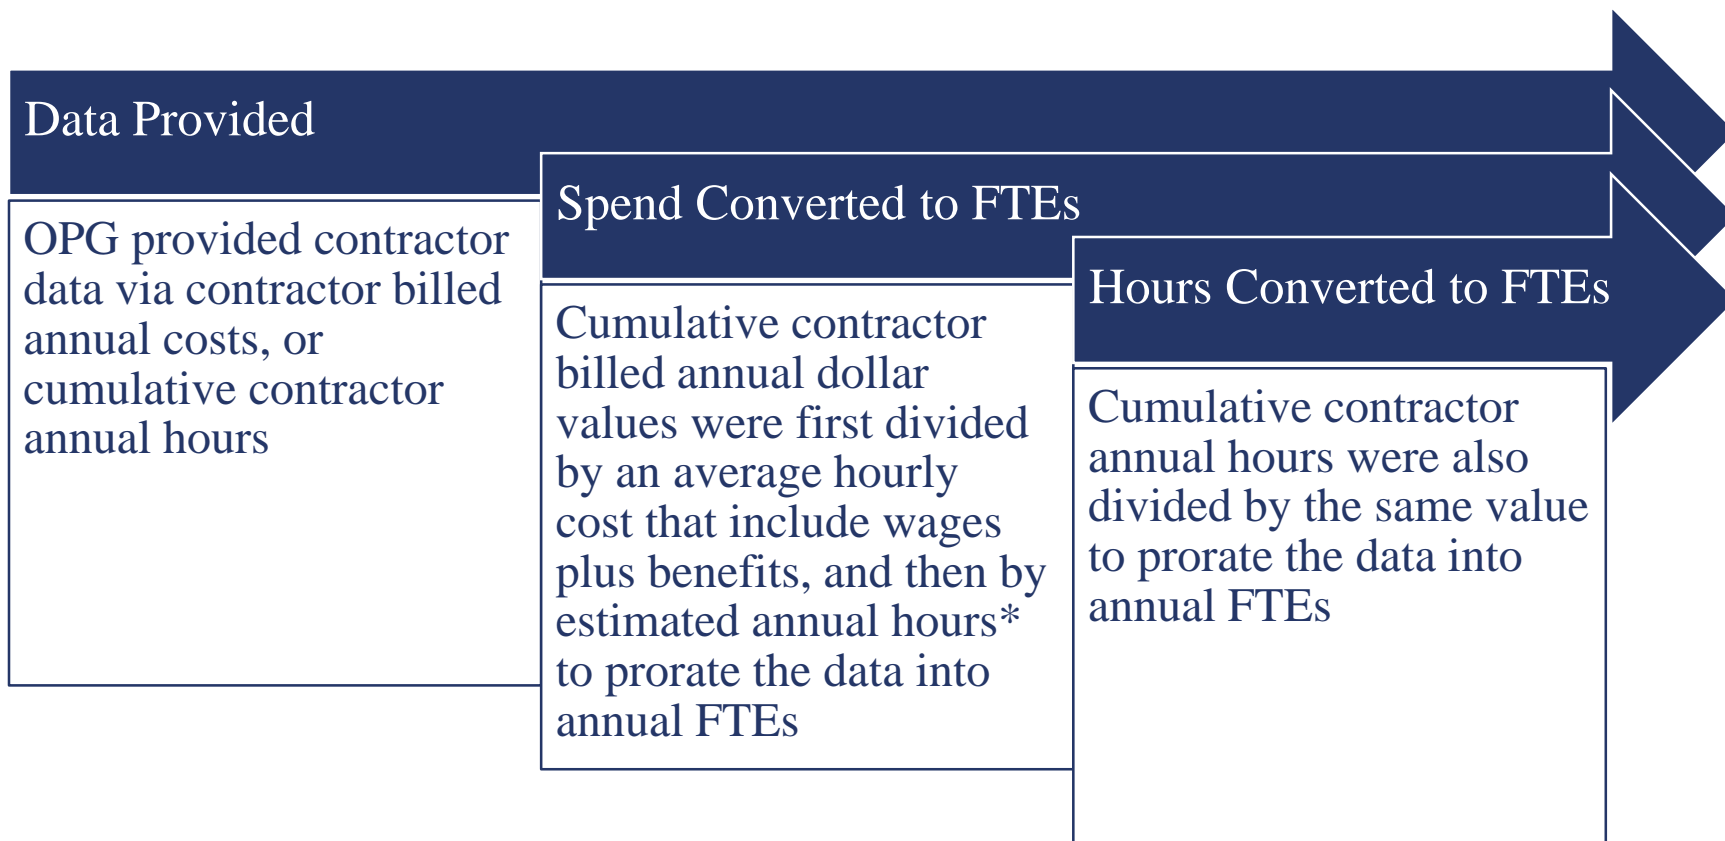 Data Provided
OPG provided contractor
data via contractor billed
annual costs, or
cumulative contractor
annual hours
Spend Converted to FTEs
Cumulative contractor
billed annual dollar
values were first divided
by an average hourly
cost that include wages
plus benefits, and then by
estimated annual hours*
to prorate the data into
annual FTEs
Hours Converted to FTEs
Cumulative contractor
annual hours were also
divided by the same value
to prorate the data into
annual FTEs